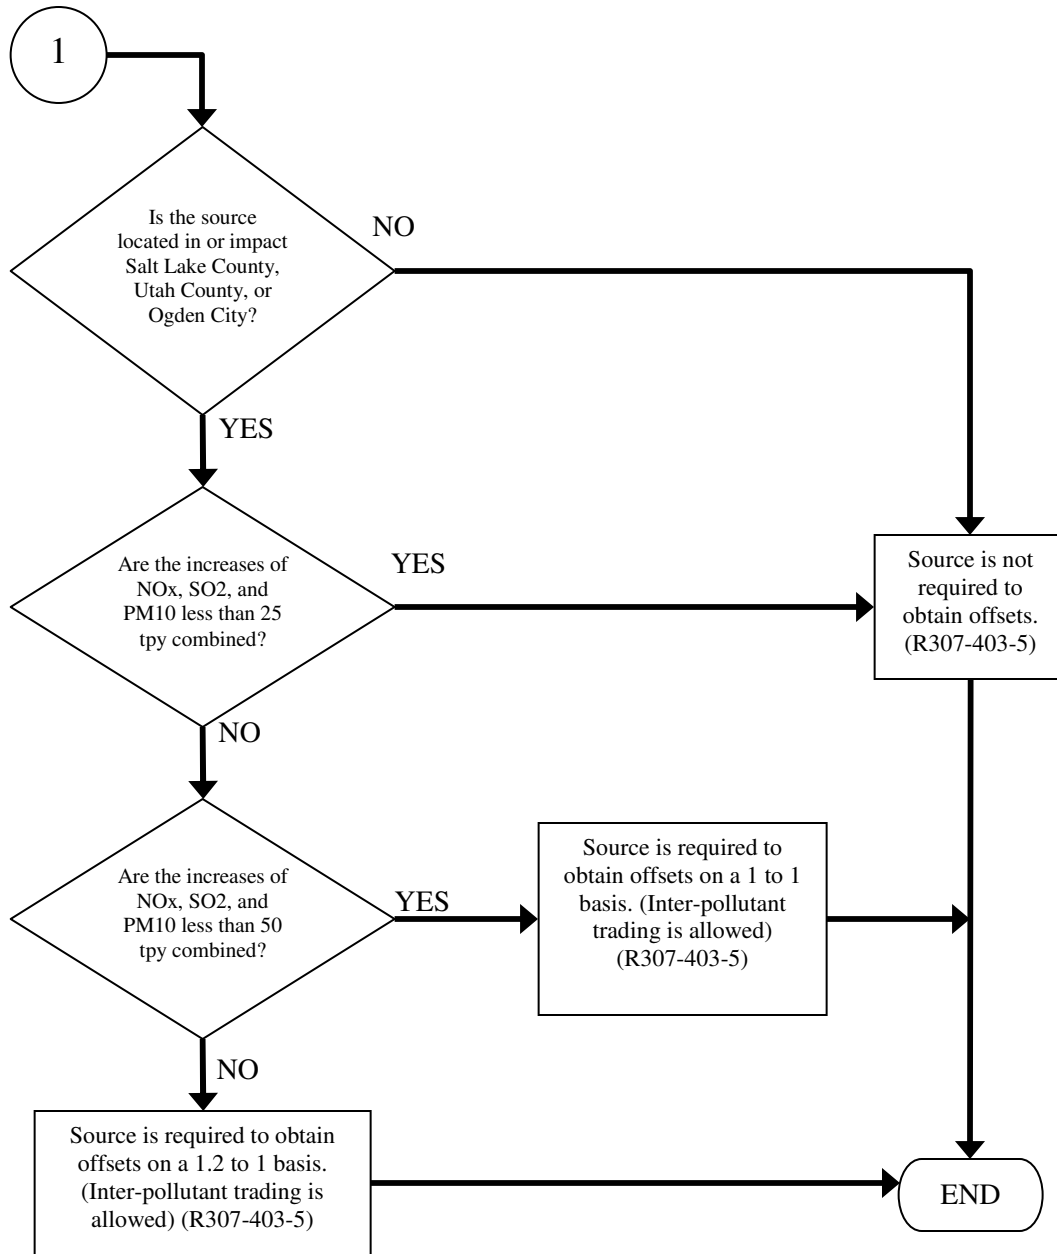 1
Is the source
located in or impact
Salt Lake County,
Utah County, or
Ogden City?
NO
YES
Are the increases of
NOx, SO2, and
PM10 less than 25
tpy combined?
YES
Source is not
required to
obtain offsets.
(R307-403-5)
NO
Are the increases of
NOx, SO2, and
PM10 less than 50
tpy combined?
YES
Source is required to
obtain offsets on a 1 to 1
basis. (Inter-pollutant
trading is allowed)
(R307-403-5)
NO
Source is required to obtain
offsets on a 1.2 to 1 basis.
(Inter-pollutant trading is
allowed) (R307-403-5)
END